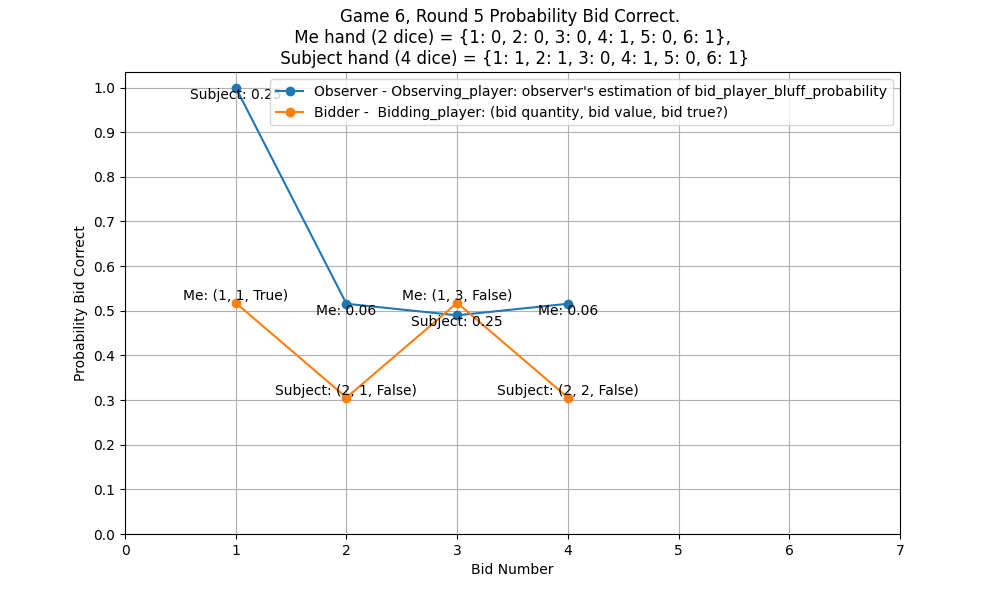 Game 6, Round 5 Probability Bid Correct.
Me hand (2 dice) = {1: 0, 2: 0, 3: 0, 4: 1, 5: 0, 6: 1},
Subject hand (4 dice) = {1: 1, 2: 1, 3: 0, 4: 1, 5: 0, 6: 1}
Observer - Observing_player: observer's estimation of bid_player_bluff_probability
Bidder -  Bidding_player: (bid quantity, bid value, bid true?)
Subject: 0.25
Me: (1, 1, True)
Me: 0.06
Subject: (2, 1, False)
Me: (1, 3, False)
Subject: 0.25
Me: 0.06
Subject: (2, 2, False)
Probability Bid Correct
1.0
0.9
0.8
0.7
0.6
0.5
0.4
0.3
0.2
0.1
0.0
0 1 2 3 4 5 6 7
Bid Number